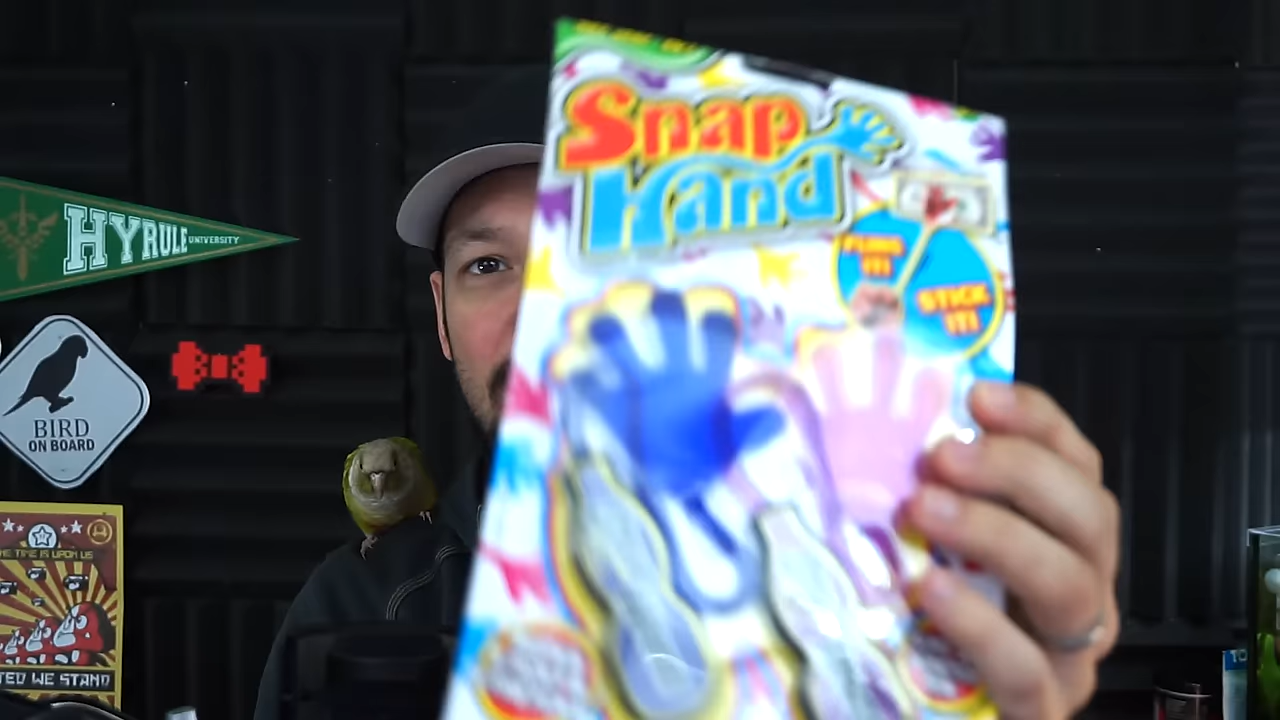 Snap
Hand
FLING
IT!
STICK
IT!
HYRULE UNIVERSITY
BIRD
ON BOARD
THE TIME IS UPON US
TED WE STAND